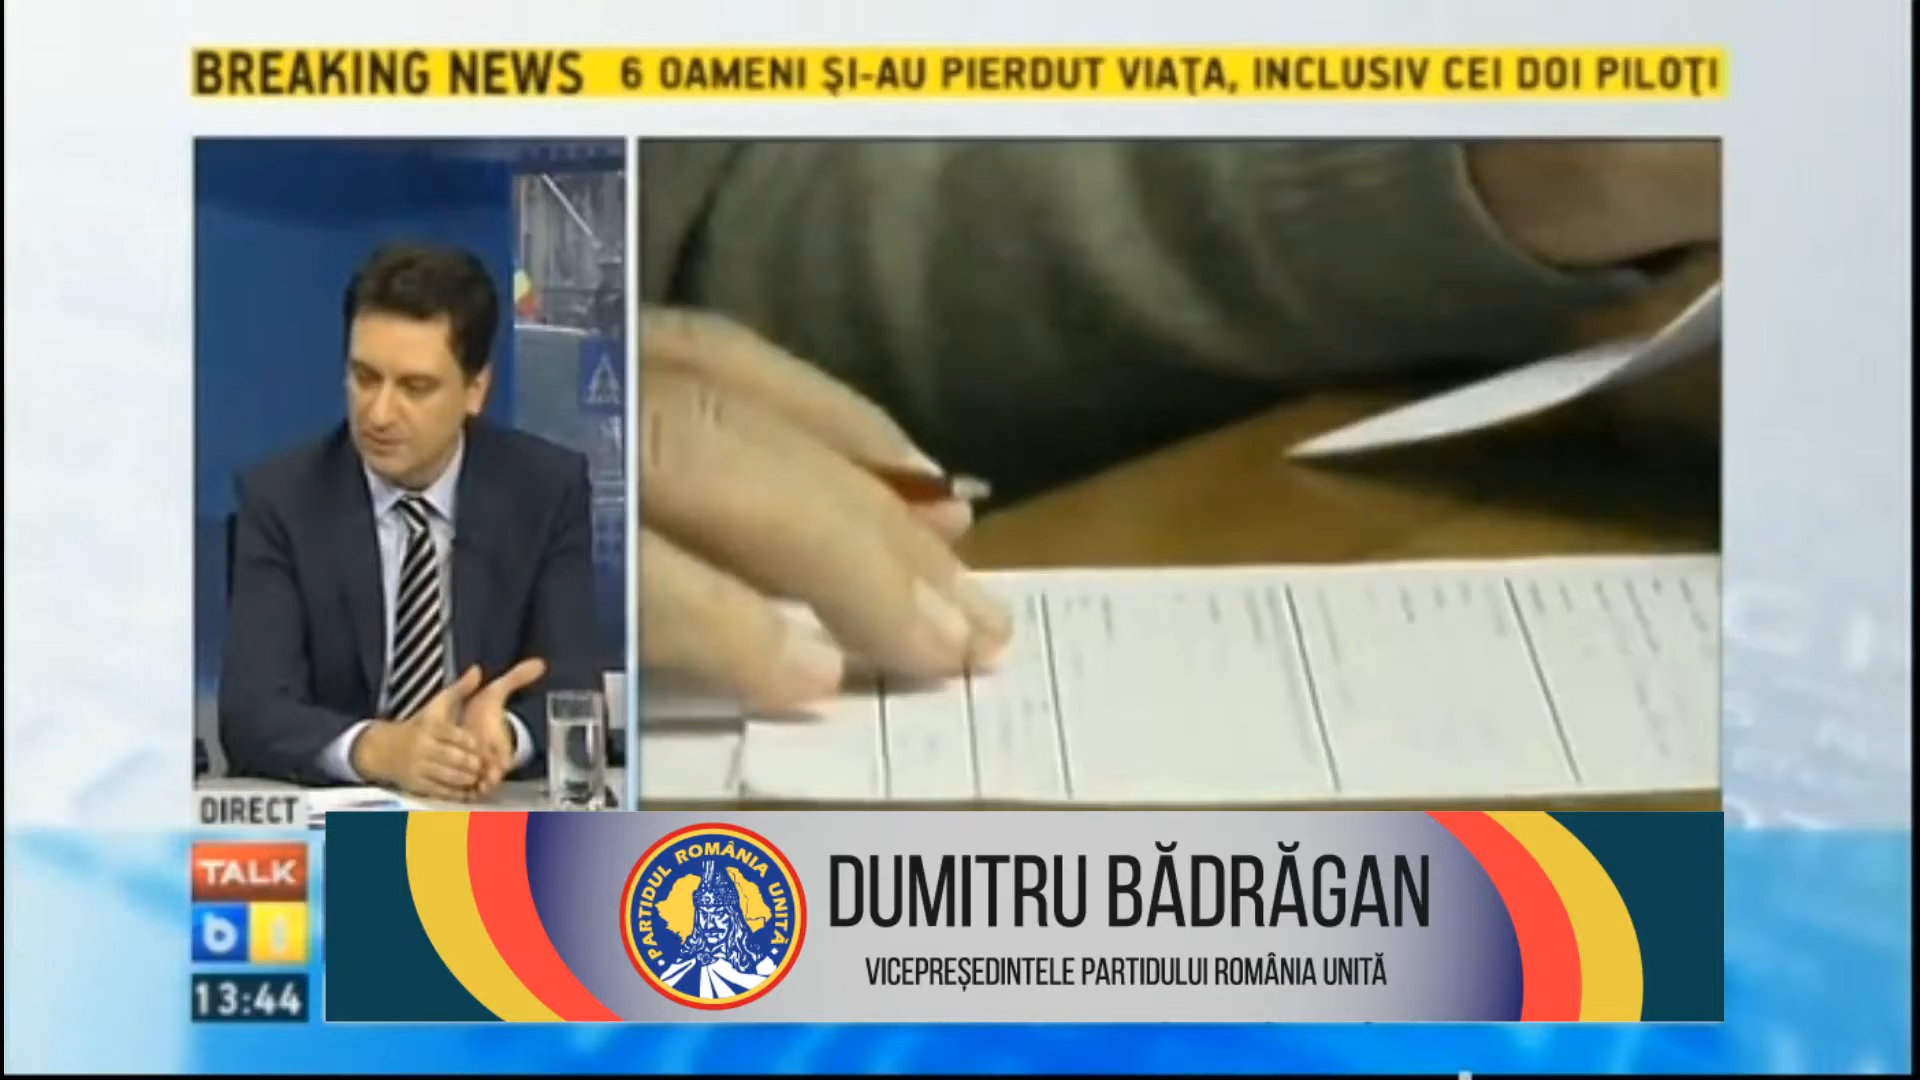 BREAKING NEWS 6 OAMENI ŞI-AU PIERDUT VIAŢA, INCLUSIV CEI DOI PILOŢI
DIRECT
TALK
b 1
13:44
PARTIDUL ROMÂNIA UNITĂ
DUMITRU BĂDRĂGAN
VICEPREȘEDINTELE PARTIDULUI ROMÂNIA UNITĂ